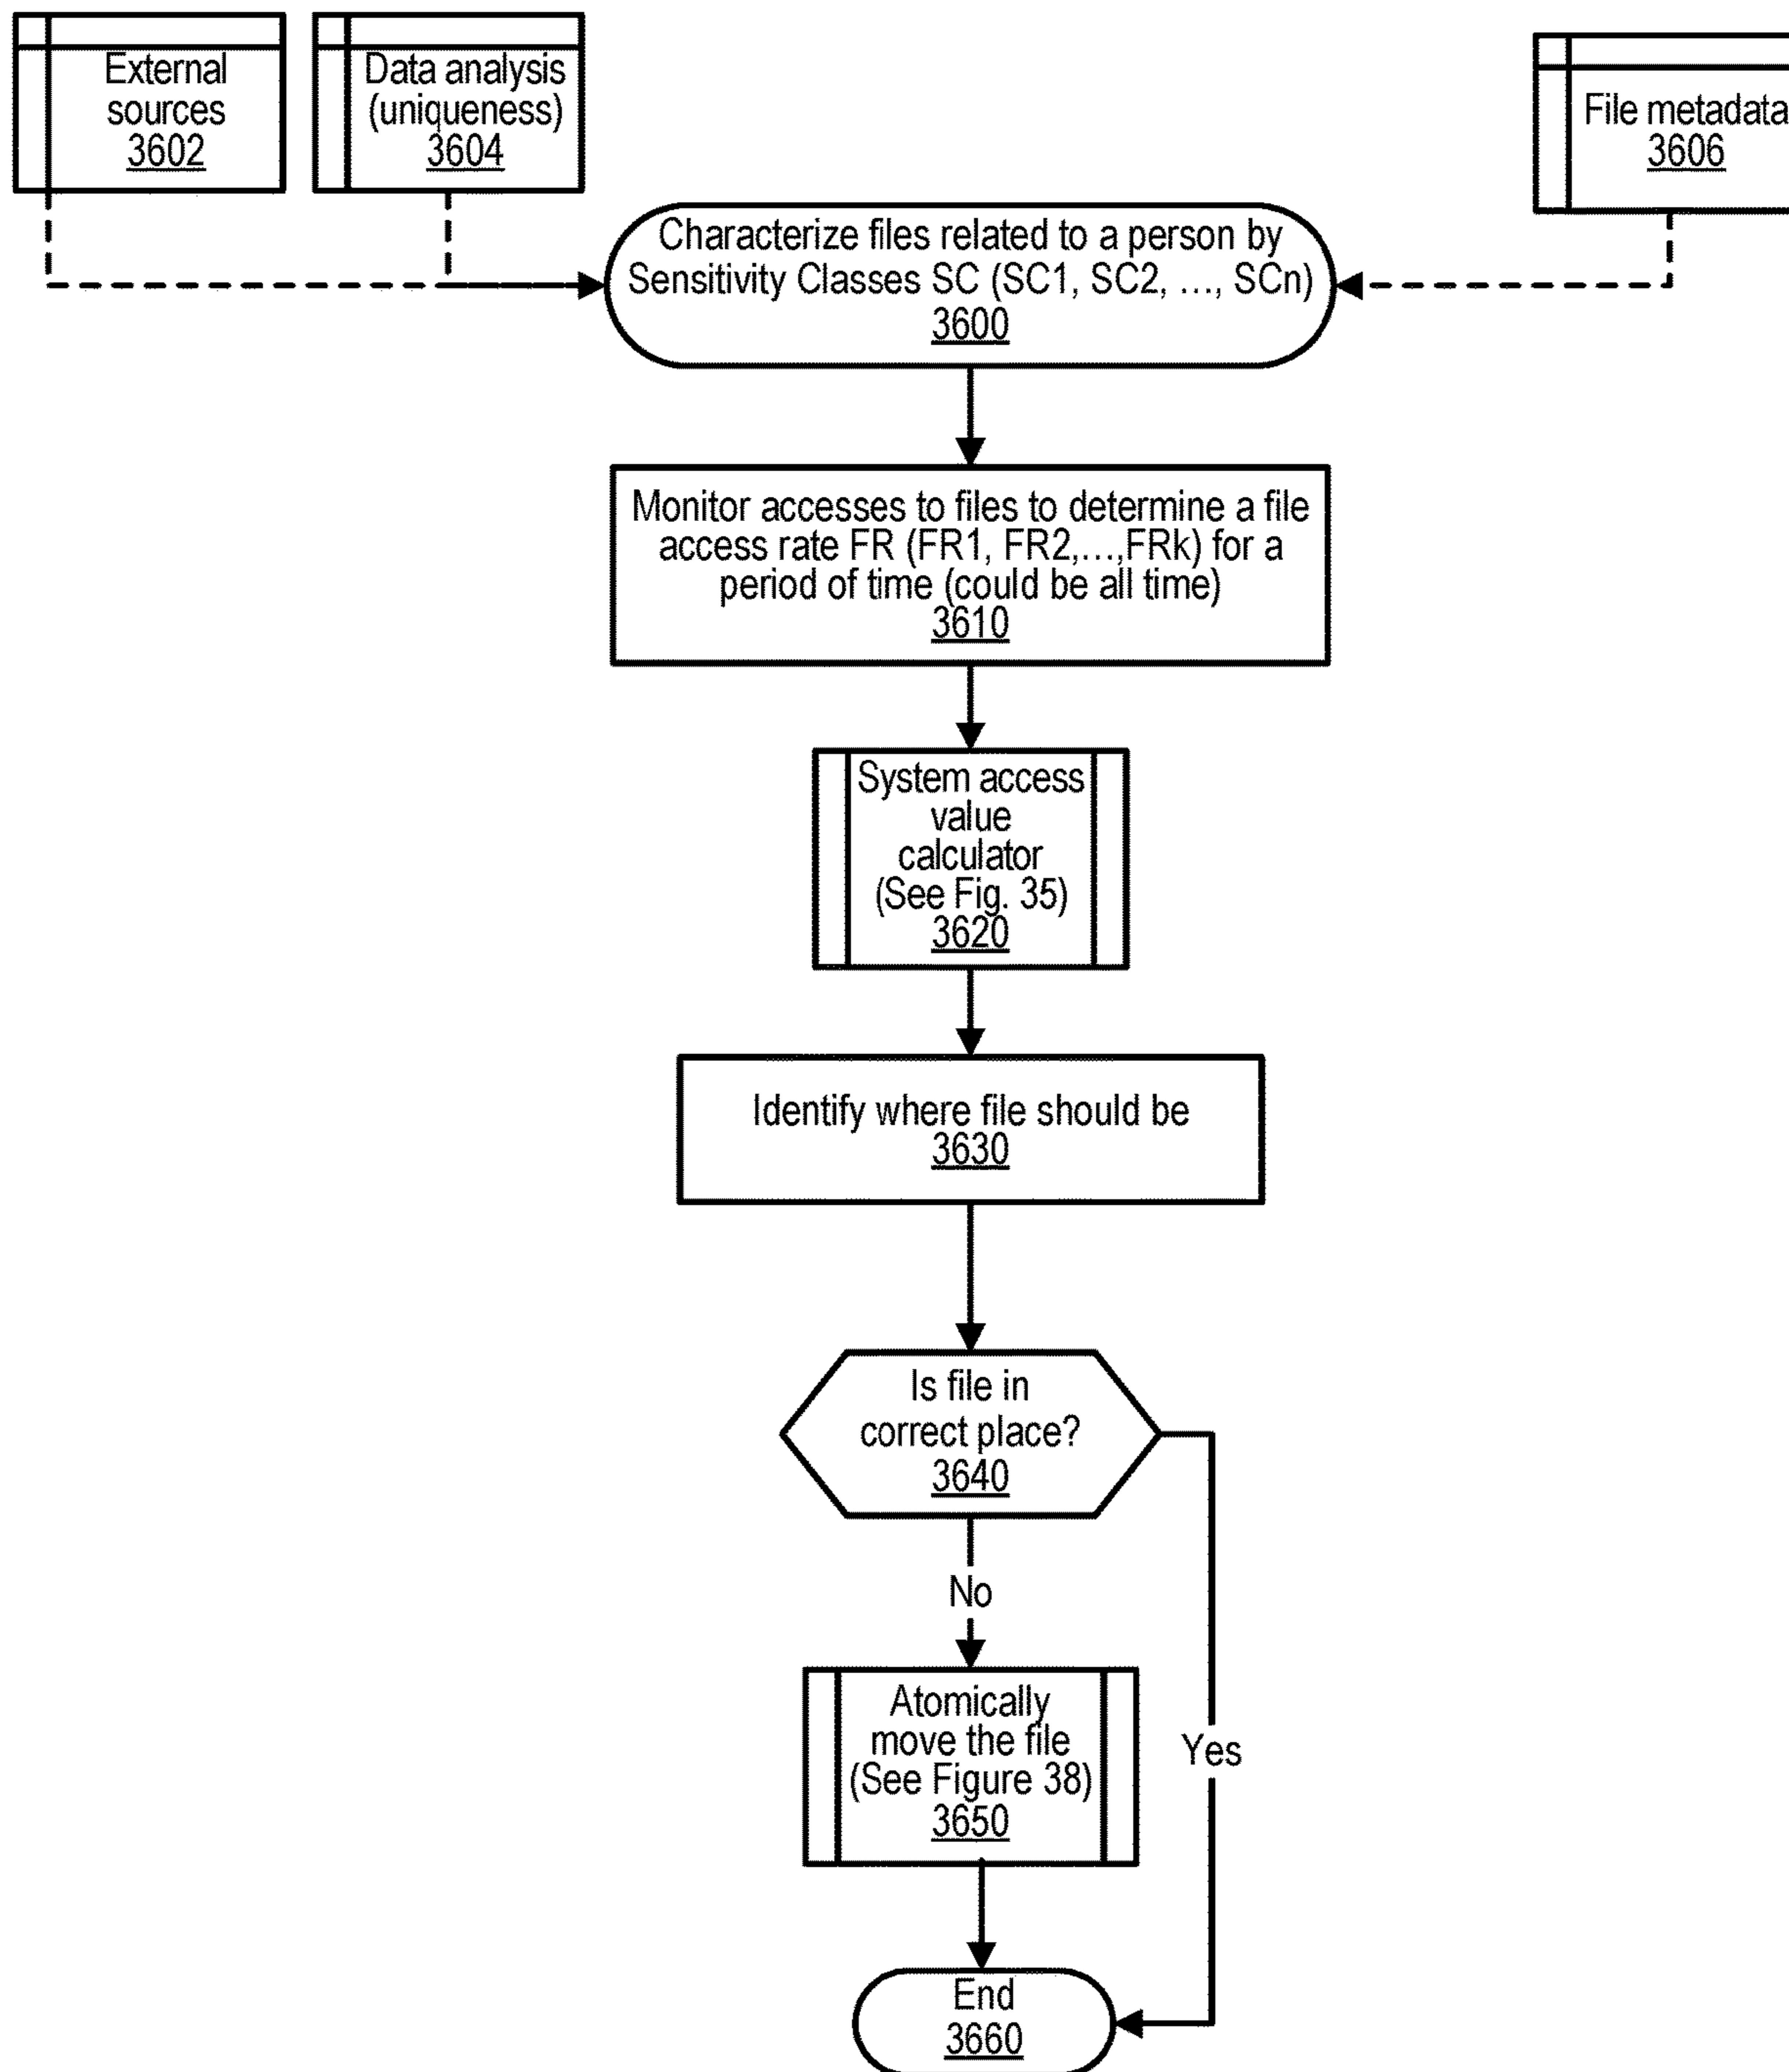 External
sources
3602
Data analysis
(uniqueness)
3604
File metadata
3606
Characterize files related to a person by
Sensitivity Classes SC (SC1, SC2, ..., SCn)
3600
Monitor accesses to files to determine a file
access rate FR (FR1, FR2,...,FRk) for a
period of time (could be all time)
3610
System access
value
calculator
(See Fig. 35)
3620
Identify where file should be
3630
Is file in
correct place?
3640
No
Atomically
move the file
(See Figure 38)
3650
Yes
End
3660